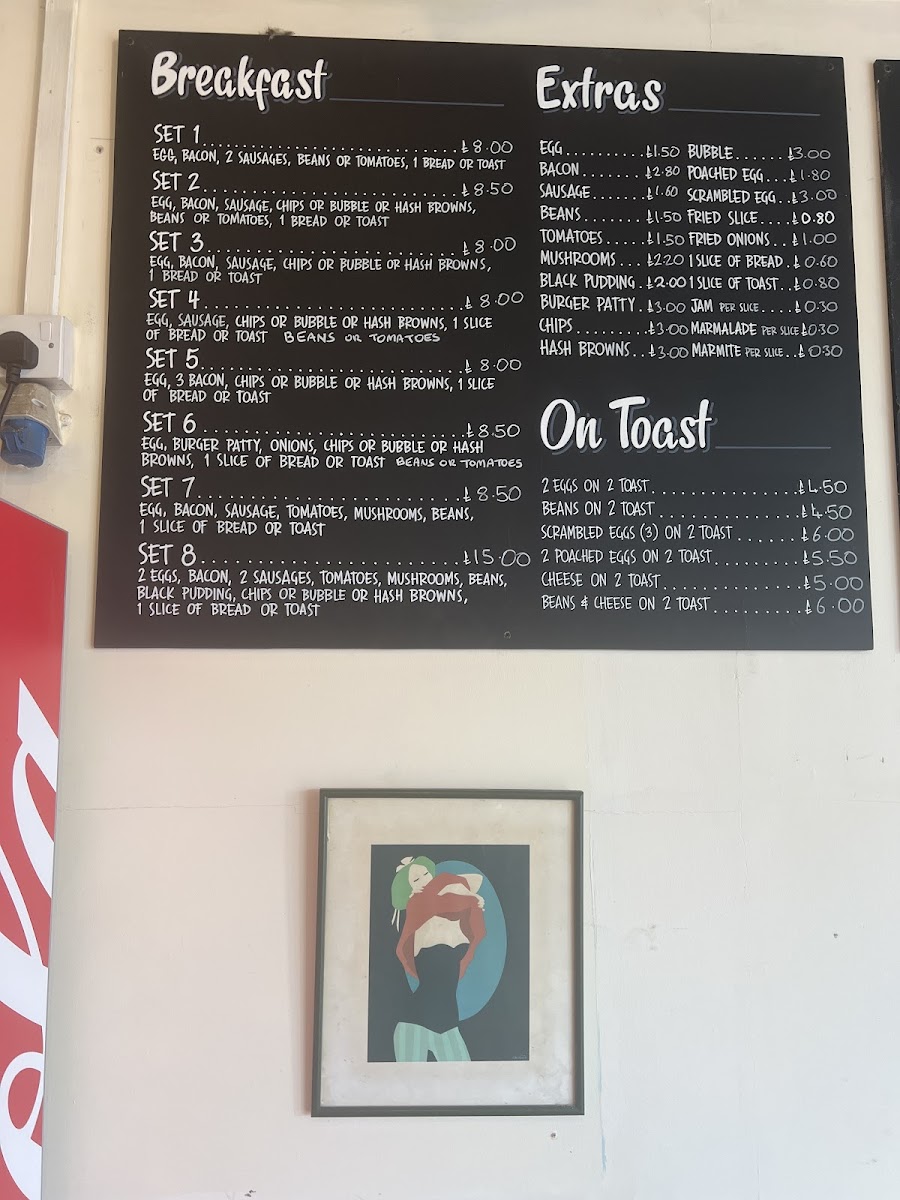 Breakfast
SET 1 £8.00
EGG, BACON, 2 SAUSAGES, BEANS OR TOMATOES, 1 BREAD OR TOAST
SET 2 £8.50
EGG, BACON, SAUSAGE, CHIPS OR BUBBLE OR HASH BROWNS,
BEANS OR TOMATOES, 1 BREAD OR TOAST
SET 3 £8.00
EGG, BACON, SAUSAGE, CHIPS OR BUBBLE OR HASH BROWNS,
1 BREAD OR TOAST
SET 4 £8.00
EGG, SAUSAGE, CHIPS OR BUBBLE OR HASH BROWNS, 1 SLICE
OF BREAD OR TOAST BEANS OR TOMATOES
SET 5 £8.00
EGG, 3 BACON, CHIPS OR BUBBLE OR HASH BROWNS, 1 SLICE
OF BREAD OR TOAST
SET 6 £8.50
EGG, BURGER PATTY, ONIONS, CHIPS OR BUBBLE OR HASH
BROWNS, 1 SLICE OF BREAD OR TOAST BEANS OR TOMATOES
SET 7 £8.50
EGG, BACON, SAUSAGE, TOMATOES, MUSHROOMS, BEANS,
1 SLICE OF BREAD OR TOAST
SET 8 £15.00
2 EGGS, BACON, 2 SAUSAGES, TOMATOES, MUSHROOMS, BEANS,
BLACK PUDDING, CHIPS OR BUBBLE OR HASH BROWNS,
1 SLICE OF BREAD OR TOAST
Extras
EGG £1.50
BACON £2.80
SAUSAGE £1.60
BEANS £1.50
TOMATOES £1.50
MUSHROOMS £2.20
BLACK PUDDING £2.00
BURGER PATTY £3.00
CHIPS £3.00
HASH BROWNS £3.00
BUBBLE £3.00
POACHED EGG £1.80
SCRAMBLED EGG £3.00
FRIED SLICE £0.80
FRIED ONIONS £1.00
1 SLICE OF BREAD £0.60
1 SLICE OF TOAST £0.80
JAM PER SLICE £0.30
MARMALADE PER SLICE £0.30
MARMITE PER SLICE £0.30
On Toast
2 EGGS ON 2 TOAST £4.50
BEANS ON 2 TOAST £4.50
SCRAMBLED EGGS (3) ON 2 TOAST £6.00
2 POACHED EGGS ON 2 TOAST £5.50
CHEESE ON 2 TOAST £5.00
BEANS & CHEESE ON 2 TOAST £6.00